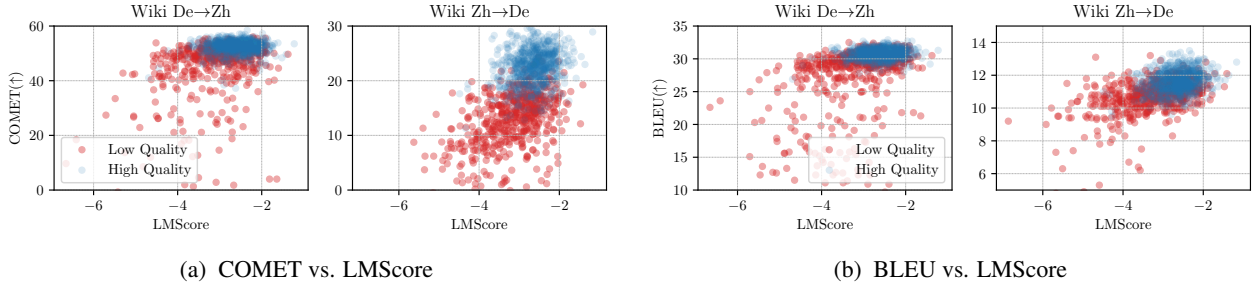 Wiki De→Zh
Wiki Zh→De
Wiki De→Zh
Wiki Zh→De
COMET(↑)
60
40
20
0
Low Quality
High Quality
−6
−4
−2
LMScore
30
20
10
0
−6
−4
−2
LMScore
BLEU(↑)
35
30
25
20
15
10
Low Quality
High Quality
−6
−4
−2
LMScore
14
12
10
8
6
−6
−4
−2
LMScore
(a) COMET vs. LMScore
(b) BLEU vs. LMScore